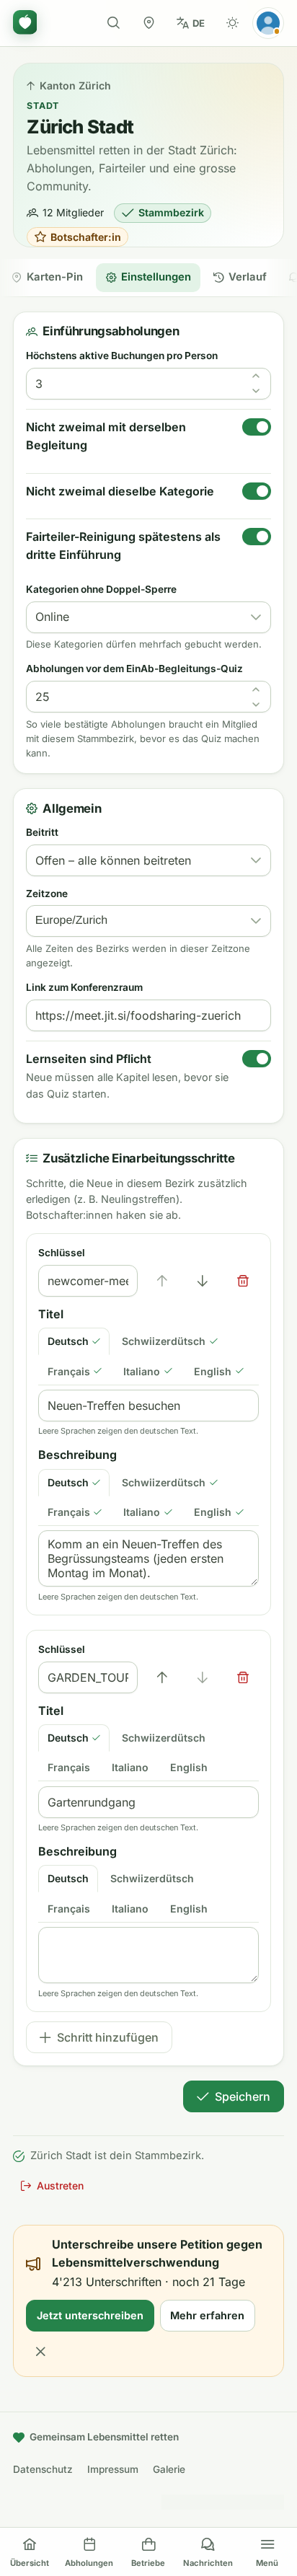 DE
Kanton Zürich
STADT
Zürich Stadt
Lebensmittel retten in der Stadt Zürich:
Abholungen, Fairteiler und eine grosse
Community.
12 Mitglieder
Stammbezirk
Botschafter:in
Karten-Pin
Einstellungen
Verlauf
Einführungsabholungen
Höchstens aktive Buchungen pro Person
3
Nicht zweimal mit derselben
Begleitung
Nicht zweimal dieselbe Kategorie
Fairteiler-Reinigung spätestens als
dritte Einführung
Kategorien ohne Doppel-Sperre
Online
Diese Kategorien dürfen mehrfach gebucht werden.
Abholungen vor dem EinAb-Begleitungs-Quiz
25
So viele bestätigte Abholungen braucht ein Mitglied
mit diesem Stammbezirk, bevor es das Quiz machen
kann.
Allgemein
Beitritt
Offen – alle können beitreten
Zeitzone
Europe/Zurich
Alle Zeiten des Bezirks werden in dieser Zeitzone
angezeigt.
Link zum Konferenzraum
https://meet.jit.si/foodsharing-zuerich
Lernseiten sind Pflicht
Neue müssen alle Kapitel lesen, bevor sie
das Quiz starten.
Zusätzliche Einarbeitungsschritte
Schritte, die Neue in diesem Bezirk zusätzlich
erledigen (z. B. Neulingstreffen).
Botschafter:innen haken sie ab.
Schlüssel
newcomer-mee
Titel
Deutsch
Schwiizerdütsch
Français
Italiano
English
Neuen-Treffen besuchen
Leere Sprachen zeigen den deutschen Text.
Beschreibung
Deutsch
Schwiizerdütsch
Français
Italiano
English
Komm an ein Neuen-Treffen des
Begrüssungsteams (jeden ersten
Montag im Monat).
Leere Sprachen zeigen den deutschen Text.
Schlüssel
GARDEN_TOUR
Titel
Deutsch
Schwiizerdütsch
Français
Italiano
English
Gartenrundgang
Leere Sprachen zeigen den deutschen Text.
Beschreibung
Deutsch
Schwiizerdütsch
Français
Italiano
English
Leere Sprachen zeigen den deutschen Text.
Schritt hinzufügen
Speichern
Zürich Stadt ist dein Stammbezirk.
Austreten
Unterschreibe unsere Petition gegen
Lebensmittelverschwendung
4'213 Unterschriften · noch 21 Tage
Jetzt unterschreiben
Mehr erfahren
Gemeinsam Lebensmittel retten
Datenschutz
Impressum
Galerie
Übersicht
Abholungen
Betriebe
Nachrichten
Menü